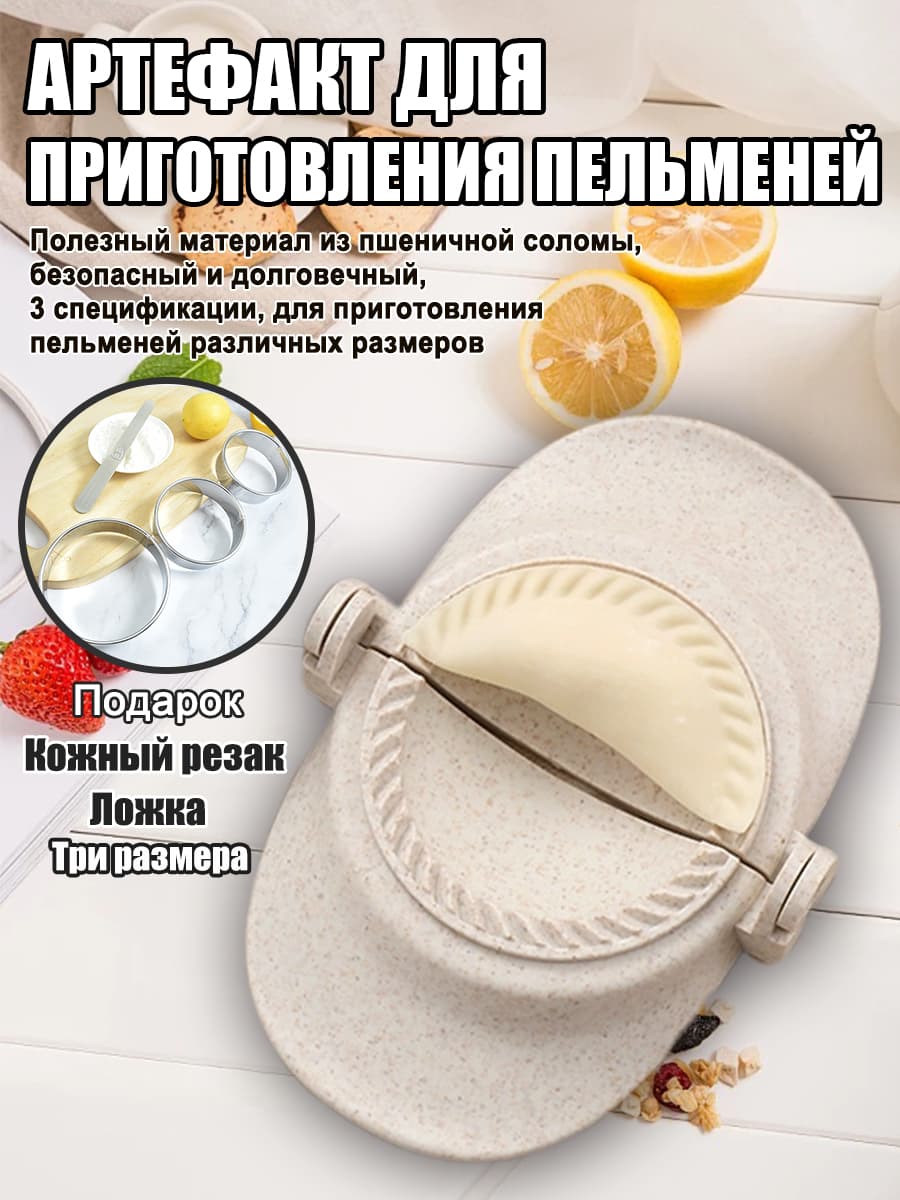 АРТЕФАКТ ДЛЯ
ПРИГОТОВЛЕНИЯ ПЕЛЬМЕНЕЙ
Полезный материал из пшеничной соломы,
безопасный и долговечный,
3 спецификации, для приготовления
пельменей различных размеров
Подарок
Кожный резак
Ложка
Три размера